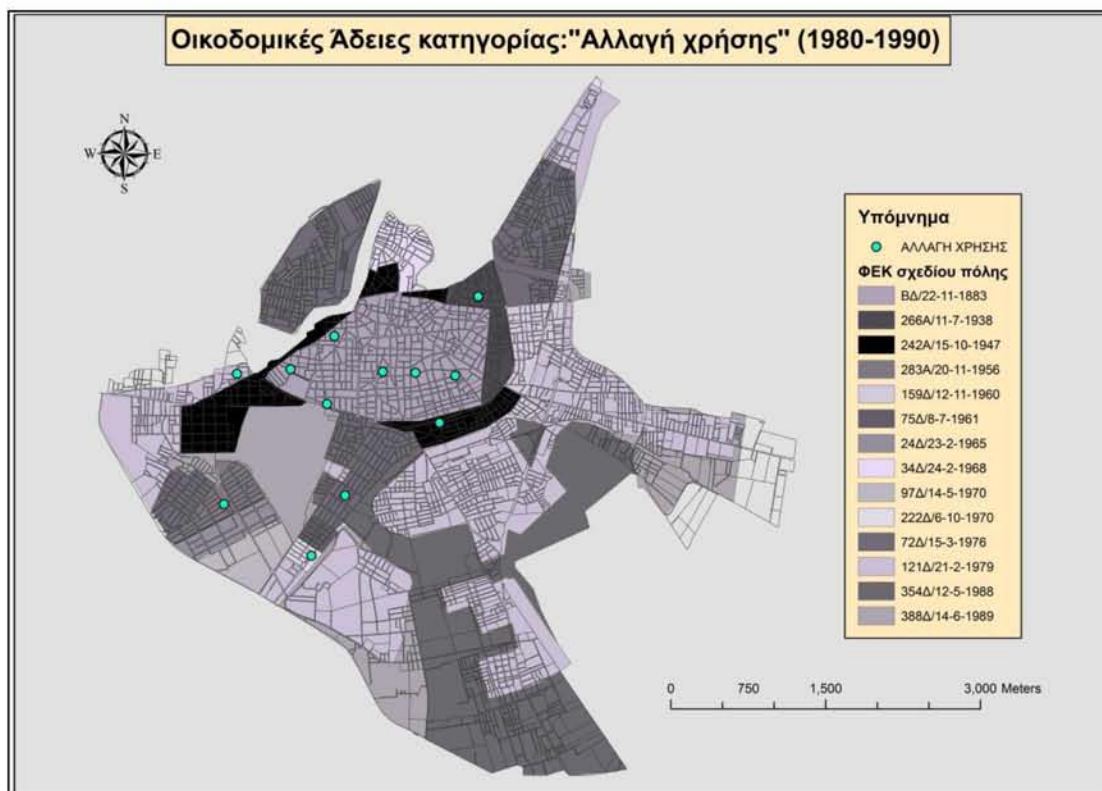 Οικοδομικές Άδειες κατηγορίας:"Αλλαγή χρήσης" (1980-1990)
N
W E
S
Υπόμνημα
ΑΛΛΑΓΗ ΧΡΗΣΗΣ
ΦΕΚ σχεδίου πόλης
ΒΔ/22-11-1883
266Α/11-7-1938
242Α/15-10-1947
283Α/20-11-1956
159Δ/12-11-1960
75Δ/8-7-1961
24Δ/23-2-1965
34Δ/24-2-1968
97Δ/14-5-1970
222Δ/6-10-1970
72Δ/15-3-1976
121Δ/21-2-1979
354Δ/12-5-1988
388Δ/14-6-1989
0 750 1,500 3,000 Meters